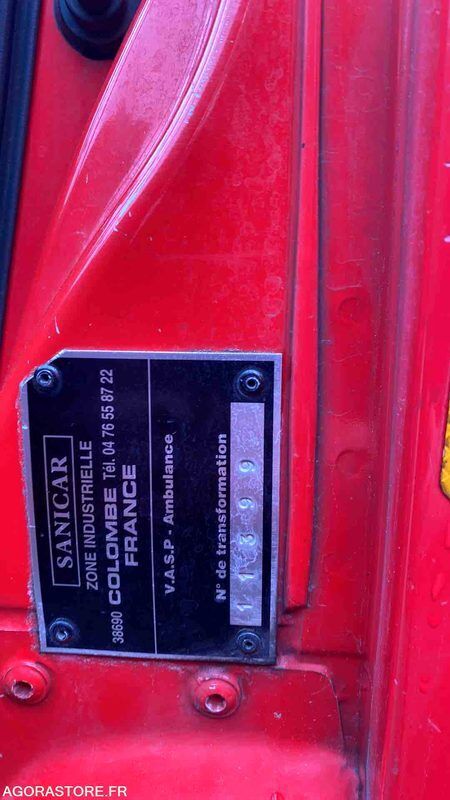 SANICAR
ZONE INDUSTRIELLE
38690 COLOMBE Tél. 04 76 55 87 22
FRANCE
V.A.S.P - Ambulance
N° de transformation
11399
AGORASTORE.FR